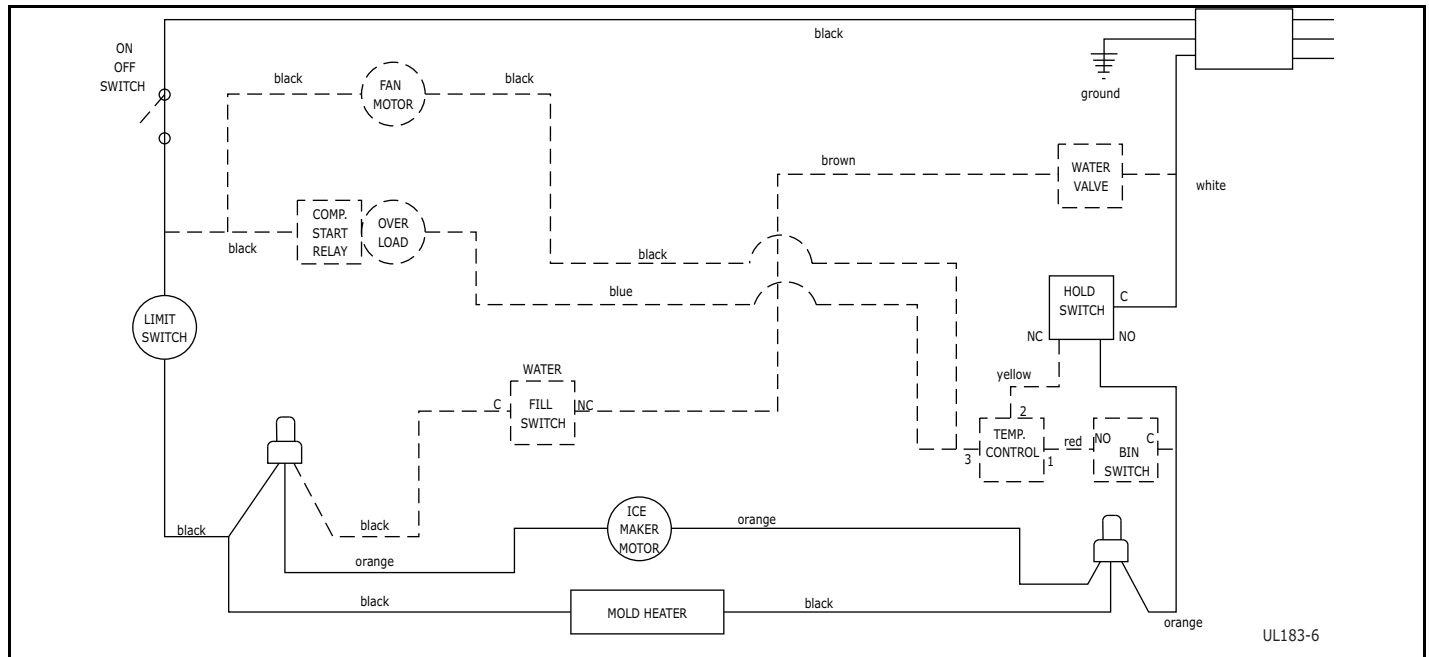 black
ON
OFF
SWITCH
ground
black
FAN
MOTOR
black
brown
WATER
VALVE
white
COMP.
START
RELAY
OVER
LOAD
black
black
blue
HOLD
SWITCH
C
NC
NO
LIMIT
SWITCH
yellow
WATER
C
FILL
SWITCH
NC
2
TEMP.
CONTROL
3
1
red
NO
C
BIN
SWITCH
black
black
ICE
MAKER
MOTOR
orange
orange
black
MOLD HEATER
black
orange
UL183-6